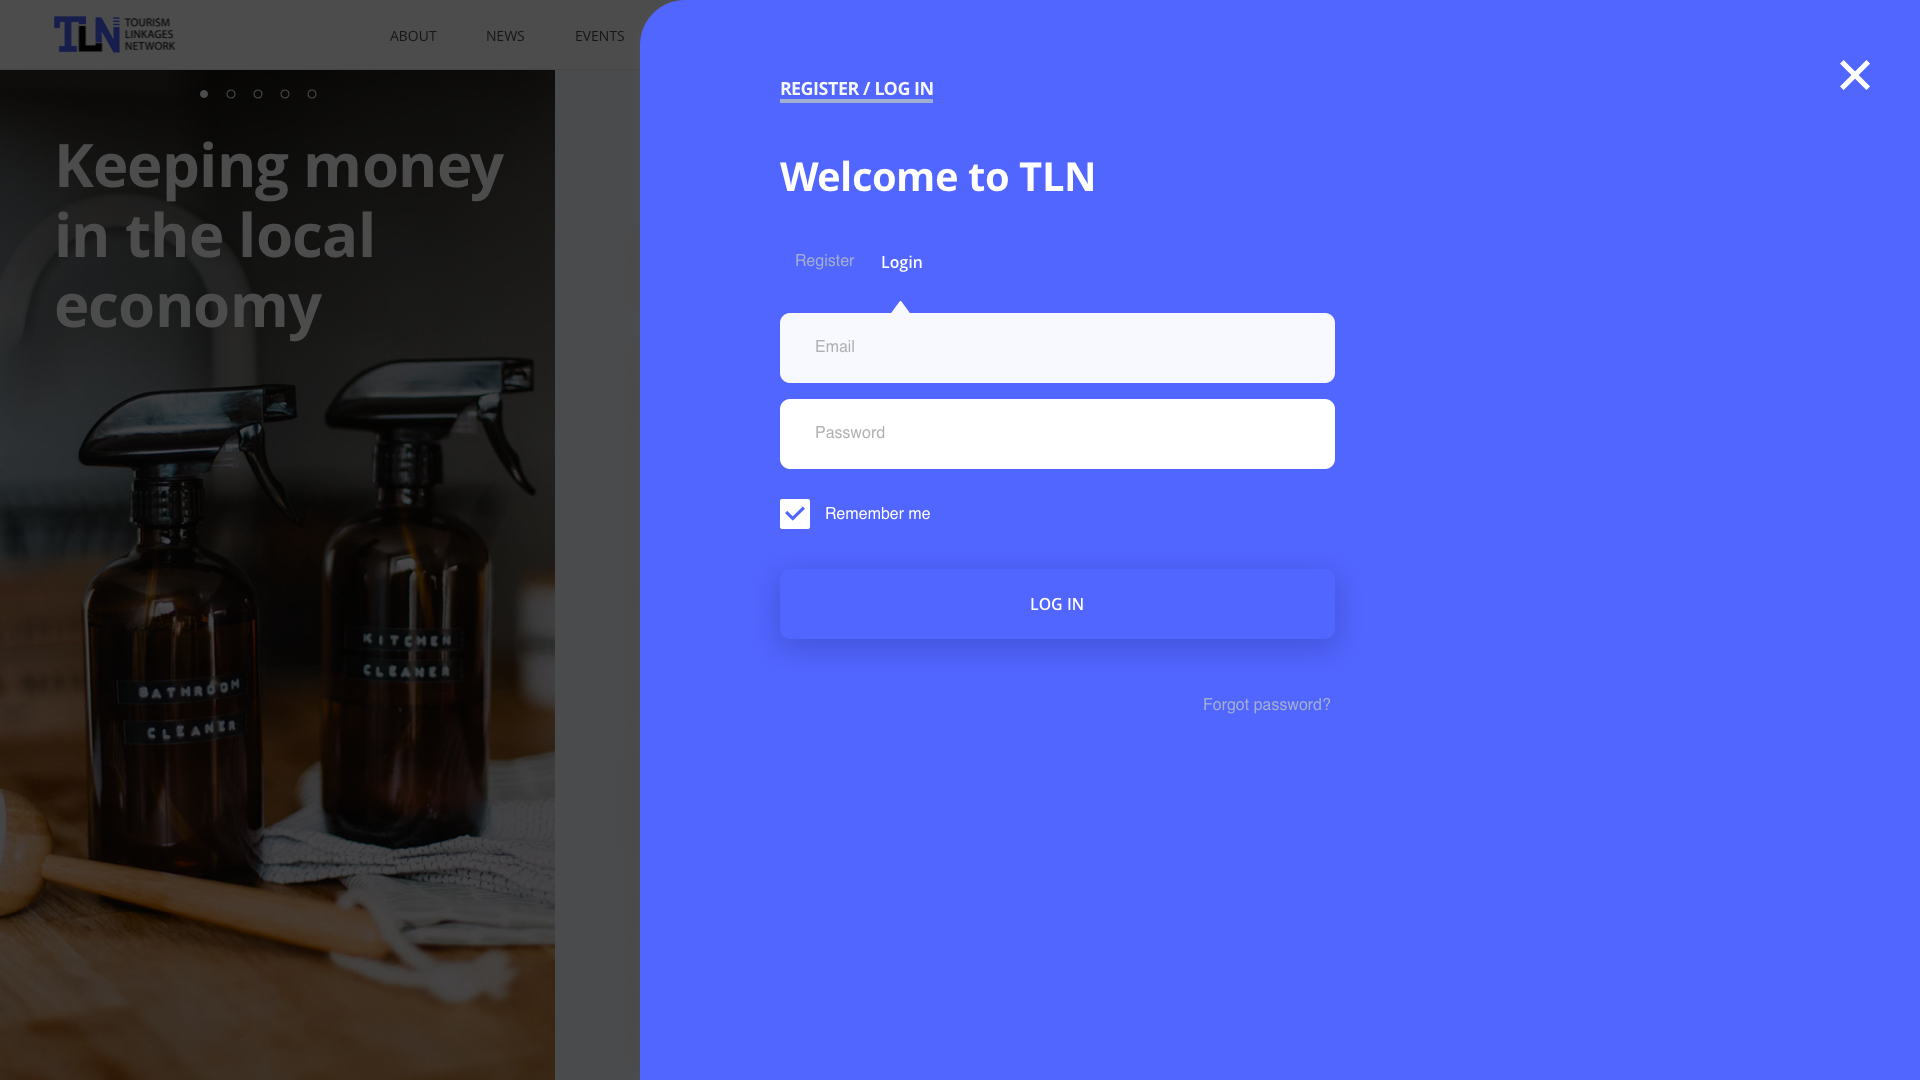 TLN TOURISM
LINKAGES
NETWORK
ABOUT
NEWS
EVENTS
Keeping money
in the local
economy
BATHROOM
CLEANER
KITCHEN
CLEANER
REGISTER / LOG IN
Welcome to TLN
Register
Login
Email
Password
Remember me
LOG IN
Forgot password?